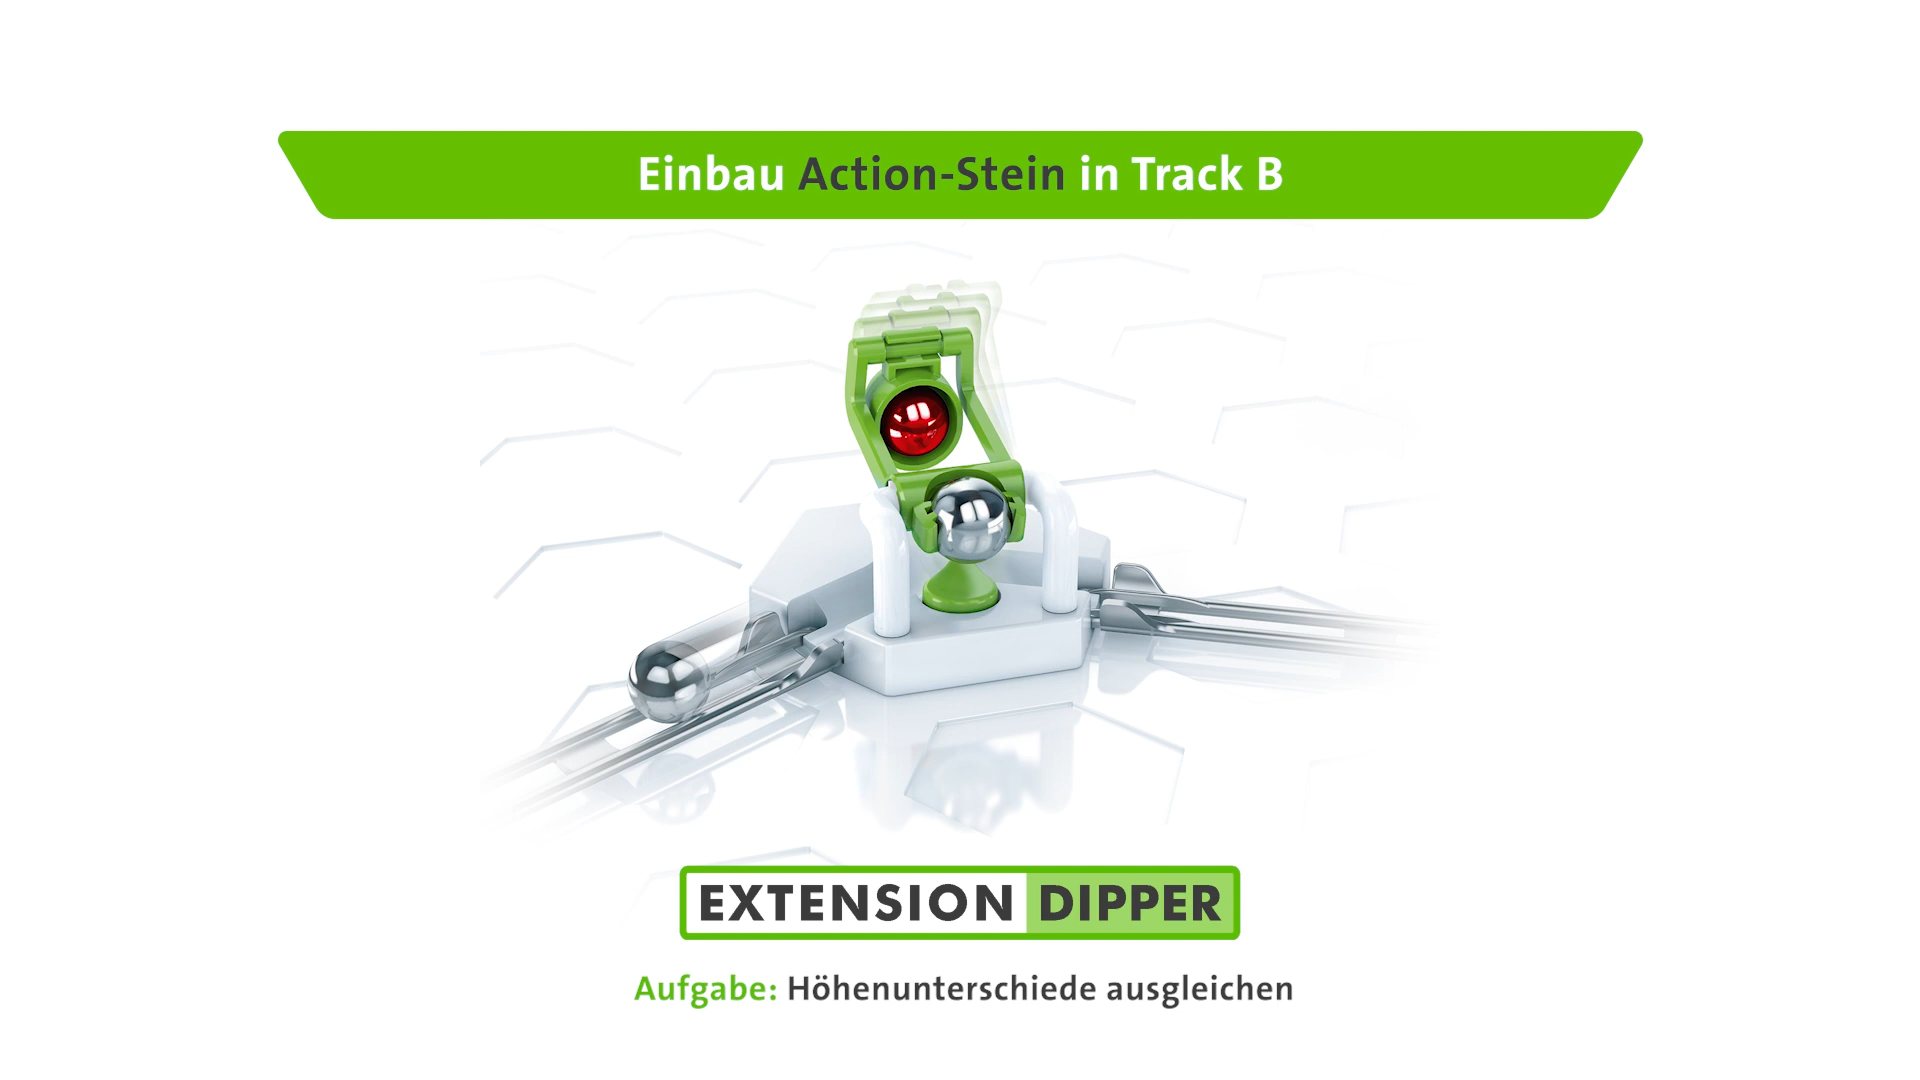 Einbau Action-Stein in Track B
EXTENSION DIPPER
Aufgabe: Höhenunterschiede ausgleichen